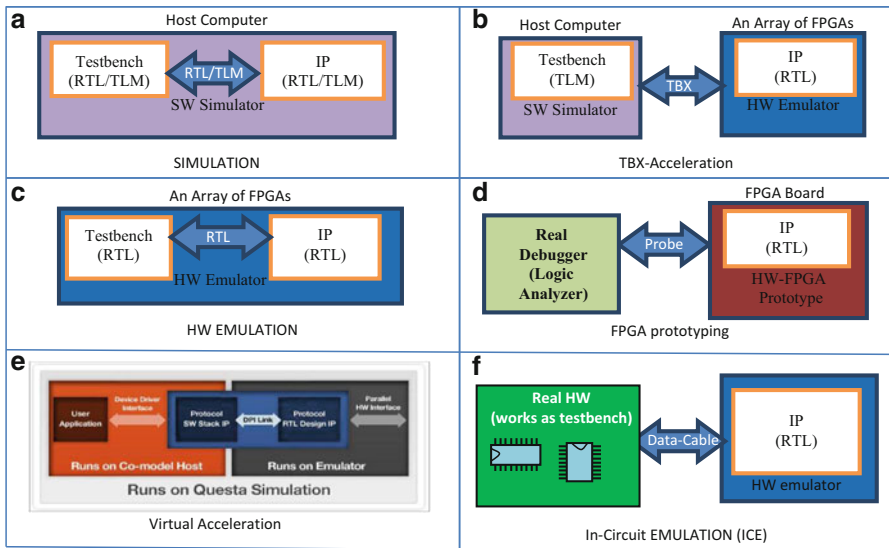 a
Host Computer
Testbench
(RTL/TLM)
RTL/TLM
IP
(RTL/TLM)
SW Simulator
SIMULATION
b
Host Computer
An Array of FPGAs
Testbench
(TLM)
SW Simulator
TBX
IP
(RTL)
HW Emulator
TBX-Acceleration
c
An Array of FPGAs
Testbench
(RTL)
RTL
IP
(RTL)
HW Emulator
HW EMULATION
d
FPGA Board
Real
Debugger
(Logic
Analyzer)
Probe
IP
(RTL)
HW-FPGA
Prototype
FPGA prototyping
e
User
Application
Device Driver
Interface
Protocol
SW Stack IP
DPI Link
Protocol
RTL Design IP
Parallel
HW Interface
Runs on Co-model Host
Runs on Emulator
Runs on Questa Simulation
Virtual Acceleration
f
Real HW
(works as testbench)
Data-Cable
IP
(RTL)
HW emulator
In-Circuit EMULATION (ICE)